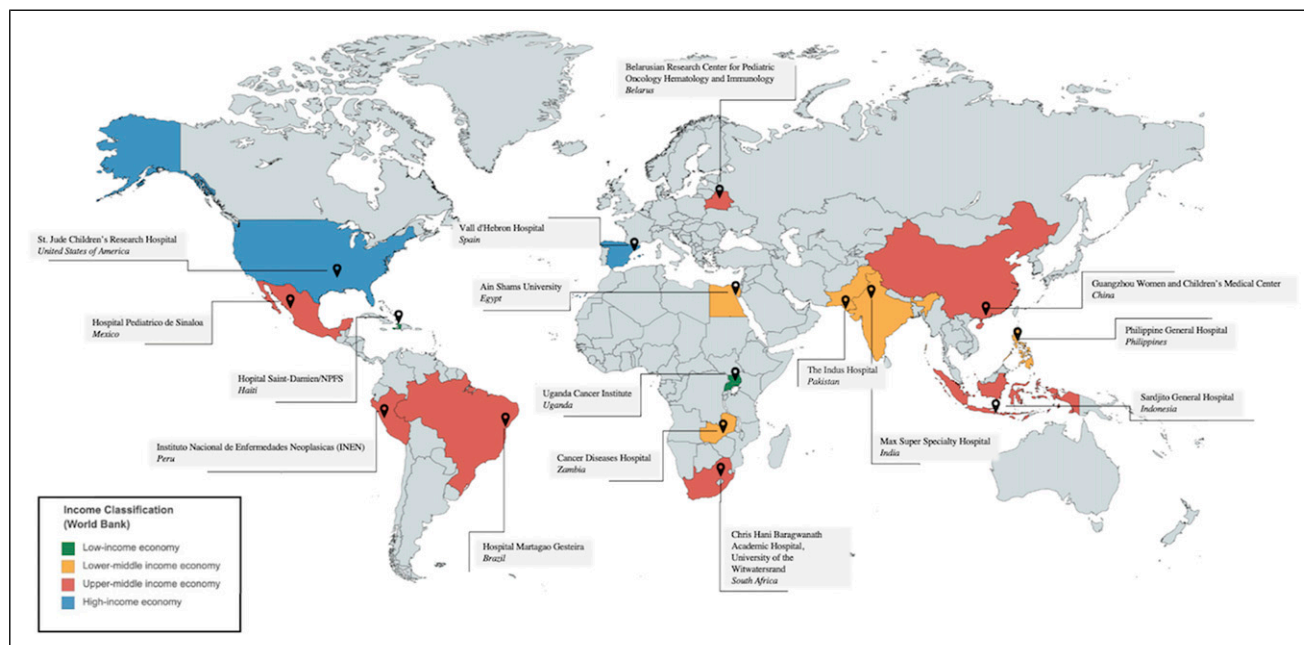 Belarusian Research Center for Pediatric
Oncology Hematology and Immunology
Belarus
St. Jude Children's Research Hospital
United States of America
Vall d'Hebron Hospital
Spain
Ain Shams University
Egypt
Guangzhou Women and Children's Medical Center
China
Hospital Pediatrico de Sinaloa
Mexico
Philippine General Hospital
Philippines
Hopital Saint-Damien/NPFS
Haiti
The Indus Hospital
Pakistan
Uganda Cancer Institute
Uganda
Sardjito General Hospital
Indonesia
Instituto Nacional de Enfermedades Neoplasicas (INEN)
Peru
Cancer Diseases Hospital
Zambia
Max Super Specialty Hospital
India
Hospital Martagao Gesteira
Brazil
Chris Hani Baragwanath
Academic Hospital,
University of the
Witwatersrand
South Africa
Income Classification
(World Bank)
Low-income economy
Lower-middle income economy
Upper-middle income economy
High-income economy